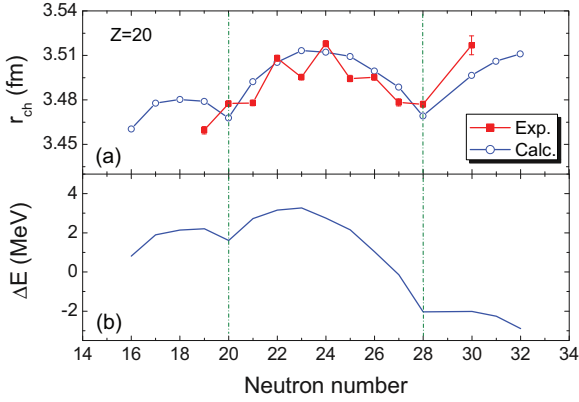 3.54
Z=20
3.51
3.48
3.45
r_ch (fm)
(a)
Exp.
Calc.
4
2
0
-2
ΔE (MeV)
(b)
14 16 18 20 22 24 26 28 30 32 34
Neutron number